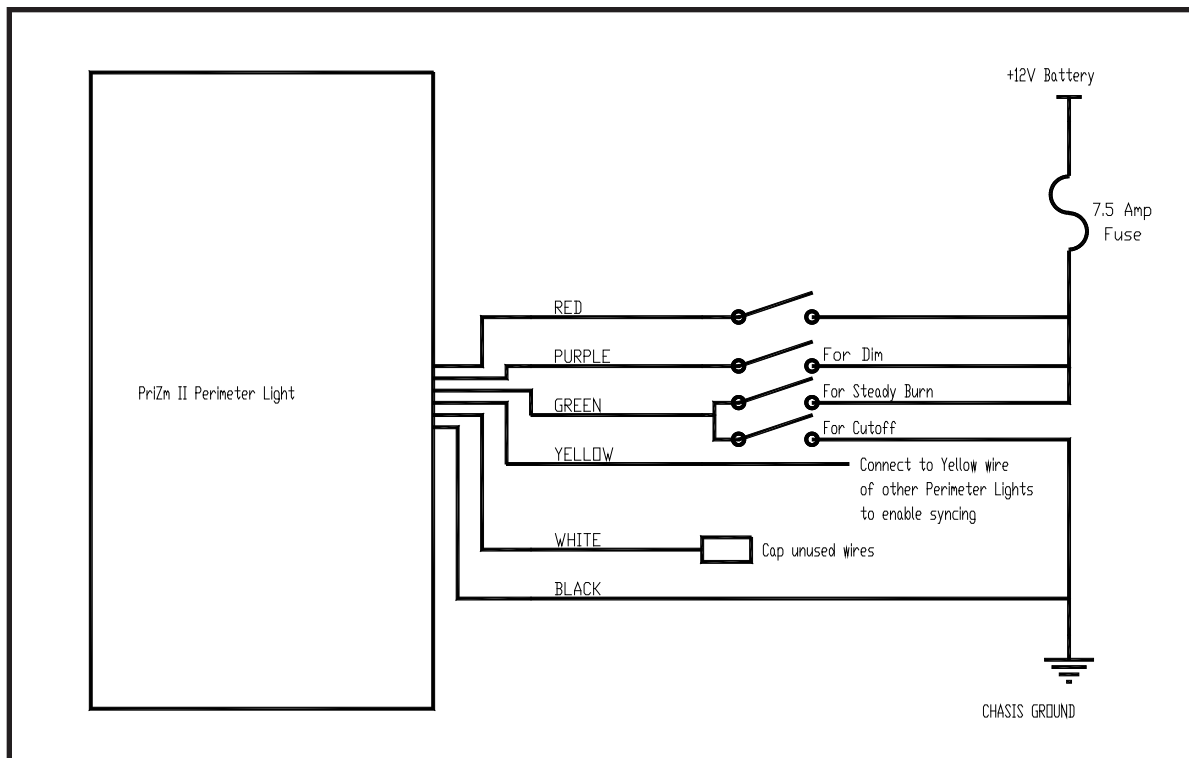 +12V Battery
7.5 Amp
Fuse
RED
PURPLE
For Dim
PriZm II Perimeter Light
For Steady Burn
GREEN
For Cutoff
YELLOW
Connect to Yellow wire
of other Perimeter Lights
to enable syncing
WHITE
Cap unused wires
BLACK
CHASIS GROUND